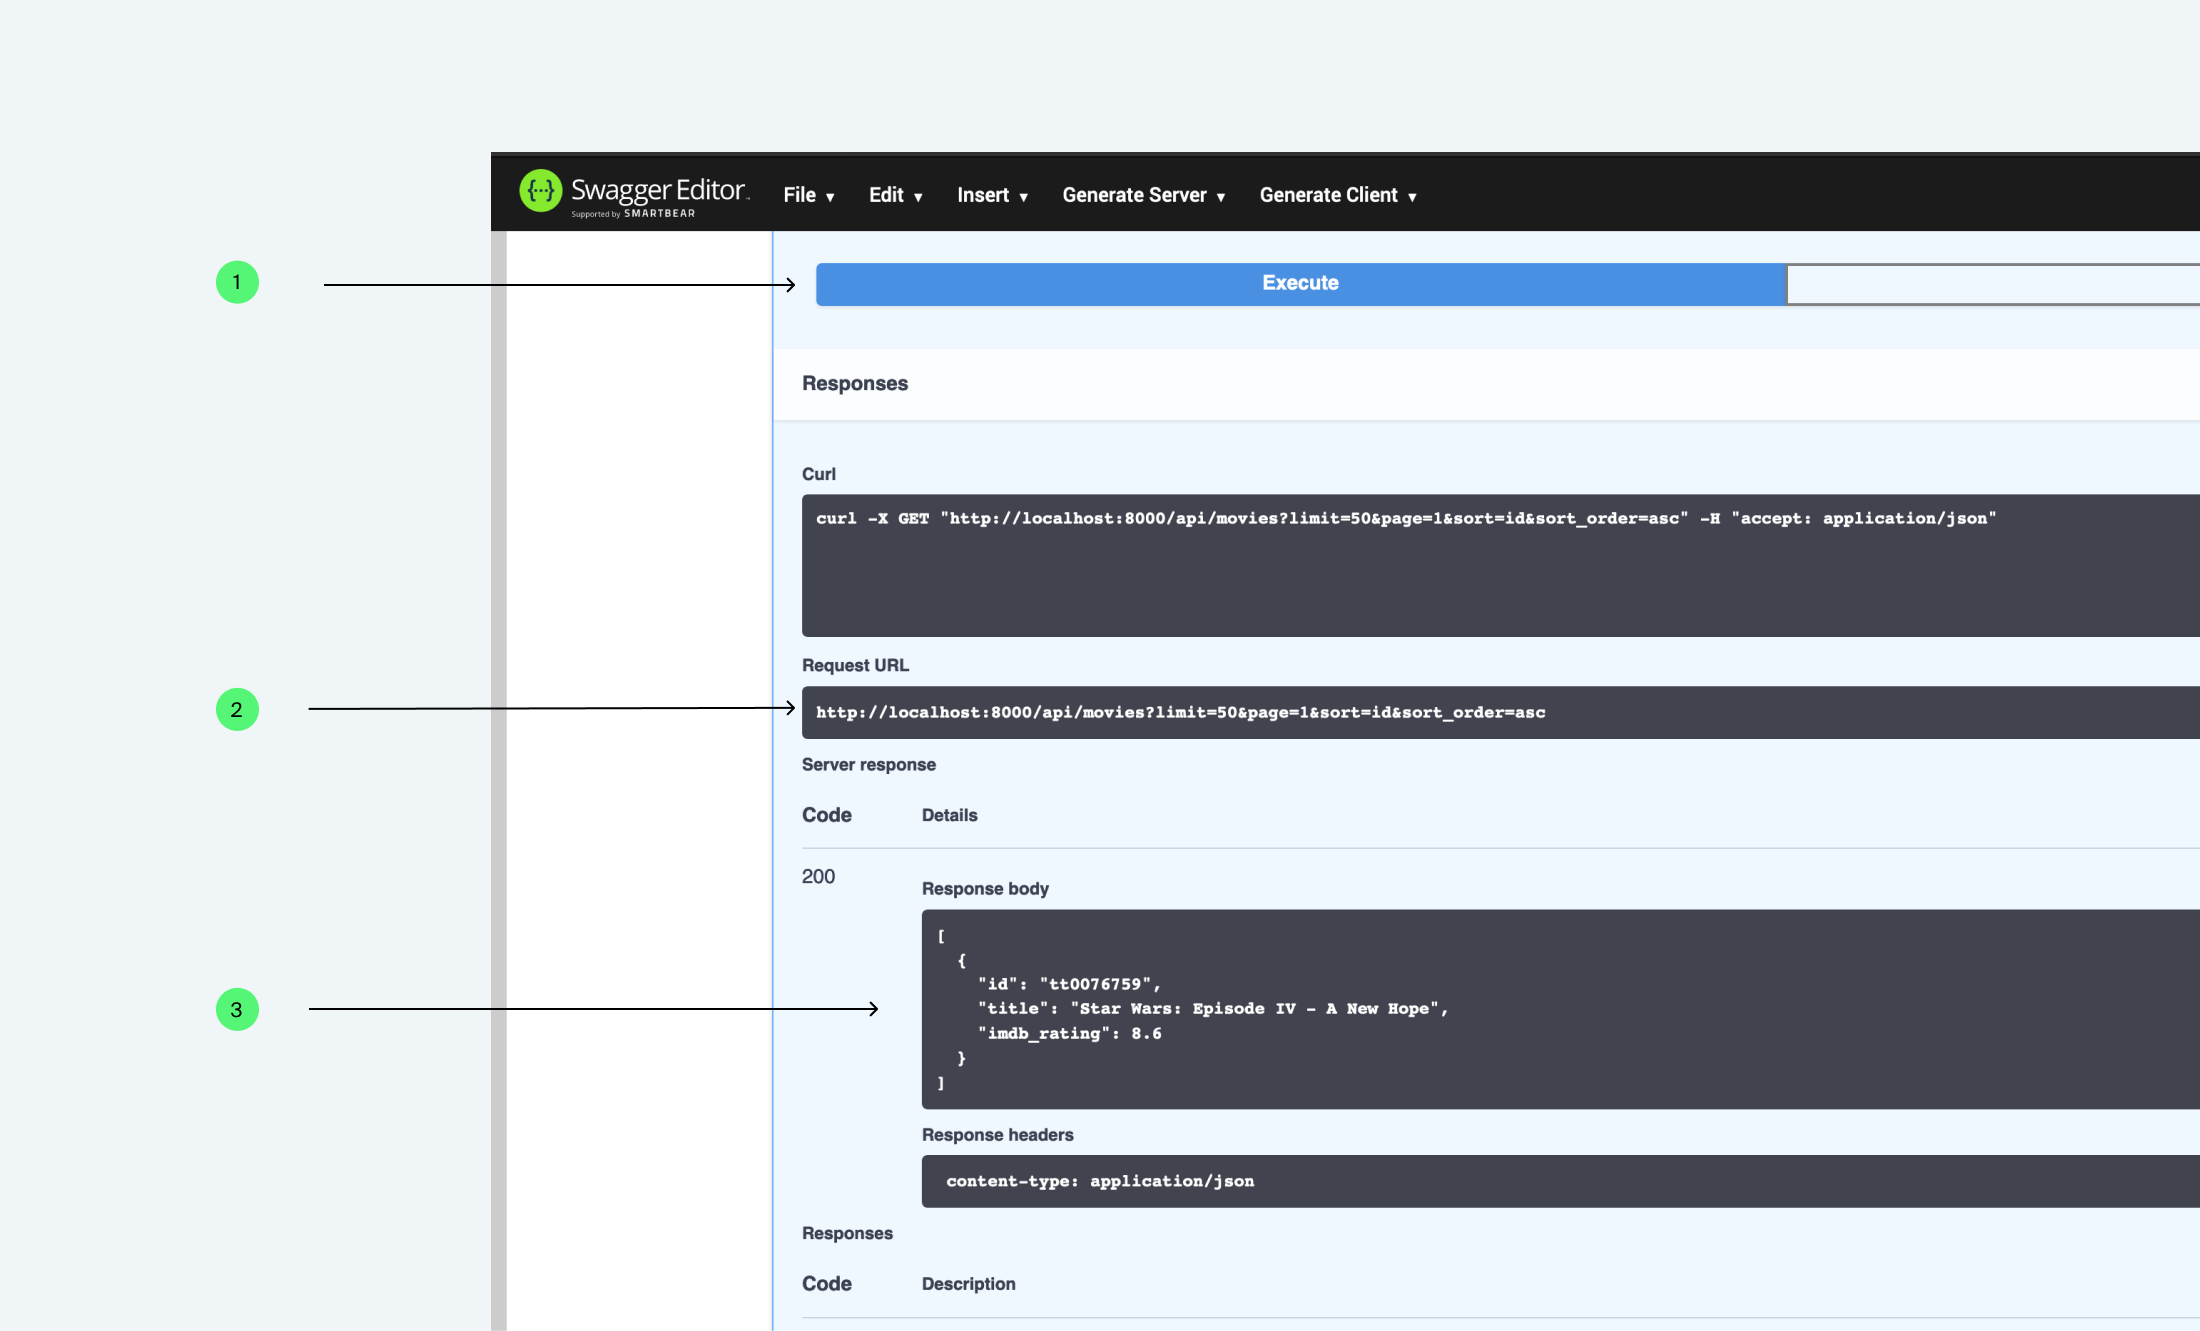 Swagger Editor
Supported by SMARTBEAR
File ▾ Edit ▾ Insert ▾ Generate Server ▾ Generate Client ▾
1
Execute
Responses
Curl
curl -X GET "http://localhost:8000/api/movies?limit=50&page=1&sort=id&sort_order=asc" -H "accept: application/json"
Request URL
2
http://localhost:8000/api/movies?limit=50&page=1&sort=id&sort_order=asc
Server response
Code Details
200
Response body
[
{
"id": "tt0076759",
3
"title": "Star Wars: Episode IV - A New Hope",
"imdb_rating": 8.6
}
]
Response headers
content-type: application/json
Responses
Code Description